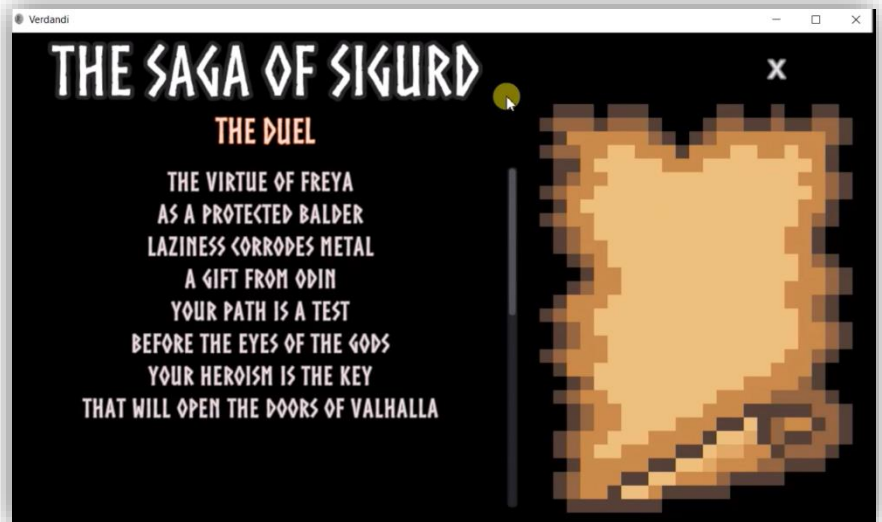 Verdandi
THE SAGA OF SIGURD
X
THE DUEL
THE VIRTUE OF FREYA
AS A PROTECTED BALDER
LAZINESS CORRODES METAL
A GIFT FROM ODIN
YOUR PATH IS A TEST
BEFORE THE EYES OF THE GODS
YOUR HEROISM IS THE KEY
THAT WILL OPEN THE DOORS OF VALHALLA